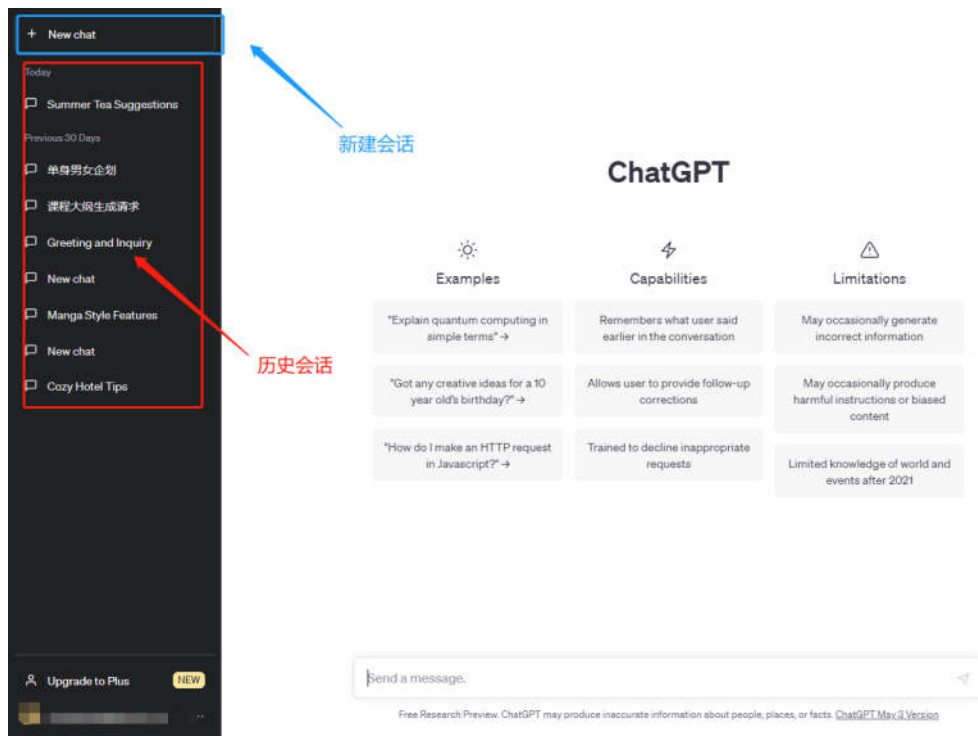 + New chat
Today
Summer Tea Suggestions
Previous 30 Days
单身男女企划
课程大纲生成请求
Greeting and Inquiry
New chat
Manga Style Features
New chat
Cozy Hotel Tips
Upgrade to Plus NEW
新建会话
历史会话
ChatGPT
Examples
"Explain quantum computing in
simple terms" →
"Got any creative ideas for a 10
year old's birthday?" →
"How do I make an HTTP request
in Javascript?" →
Capabilities
Remembers what user said
earlier in the conversation
Allows user to provide follow-up
corrections
Trained to decline inappropriate
requests
Limitations
May occasionally generate
incorrect information
May occasionally produce
harmful instructions or biased
content
Limited knowledge of world and
events after 2021
Send a message.
Free Research Preview. ChatGPT may produce inaccurate information about people, places, or facts. ChatGPT May 3 Version